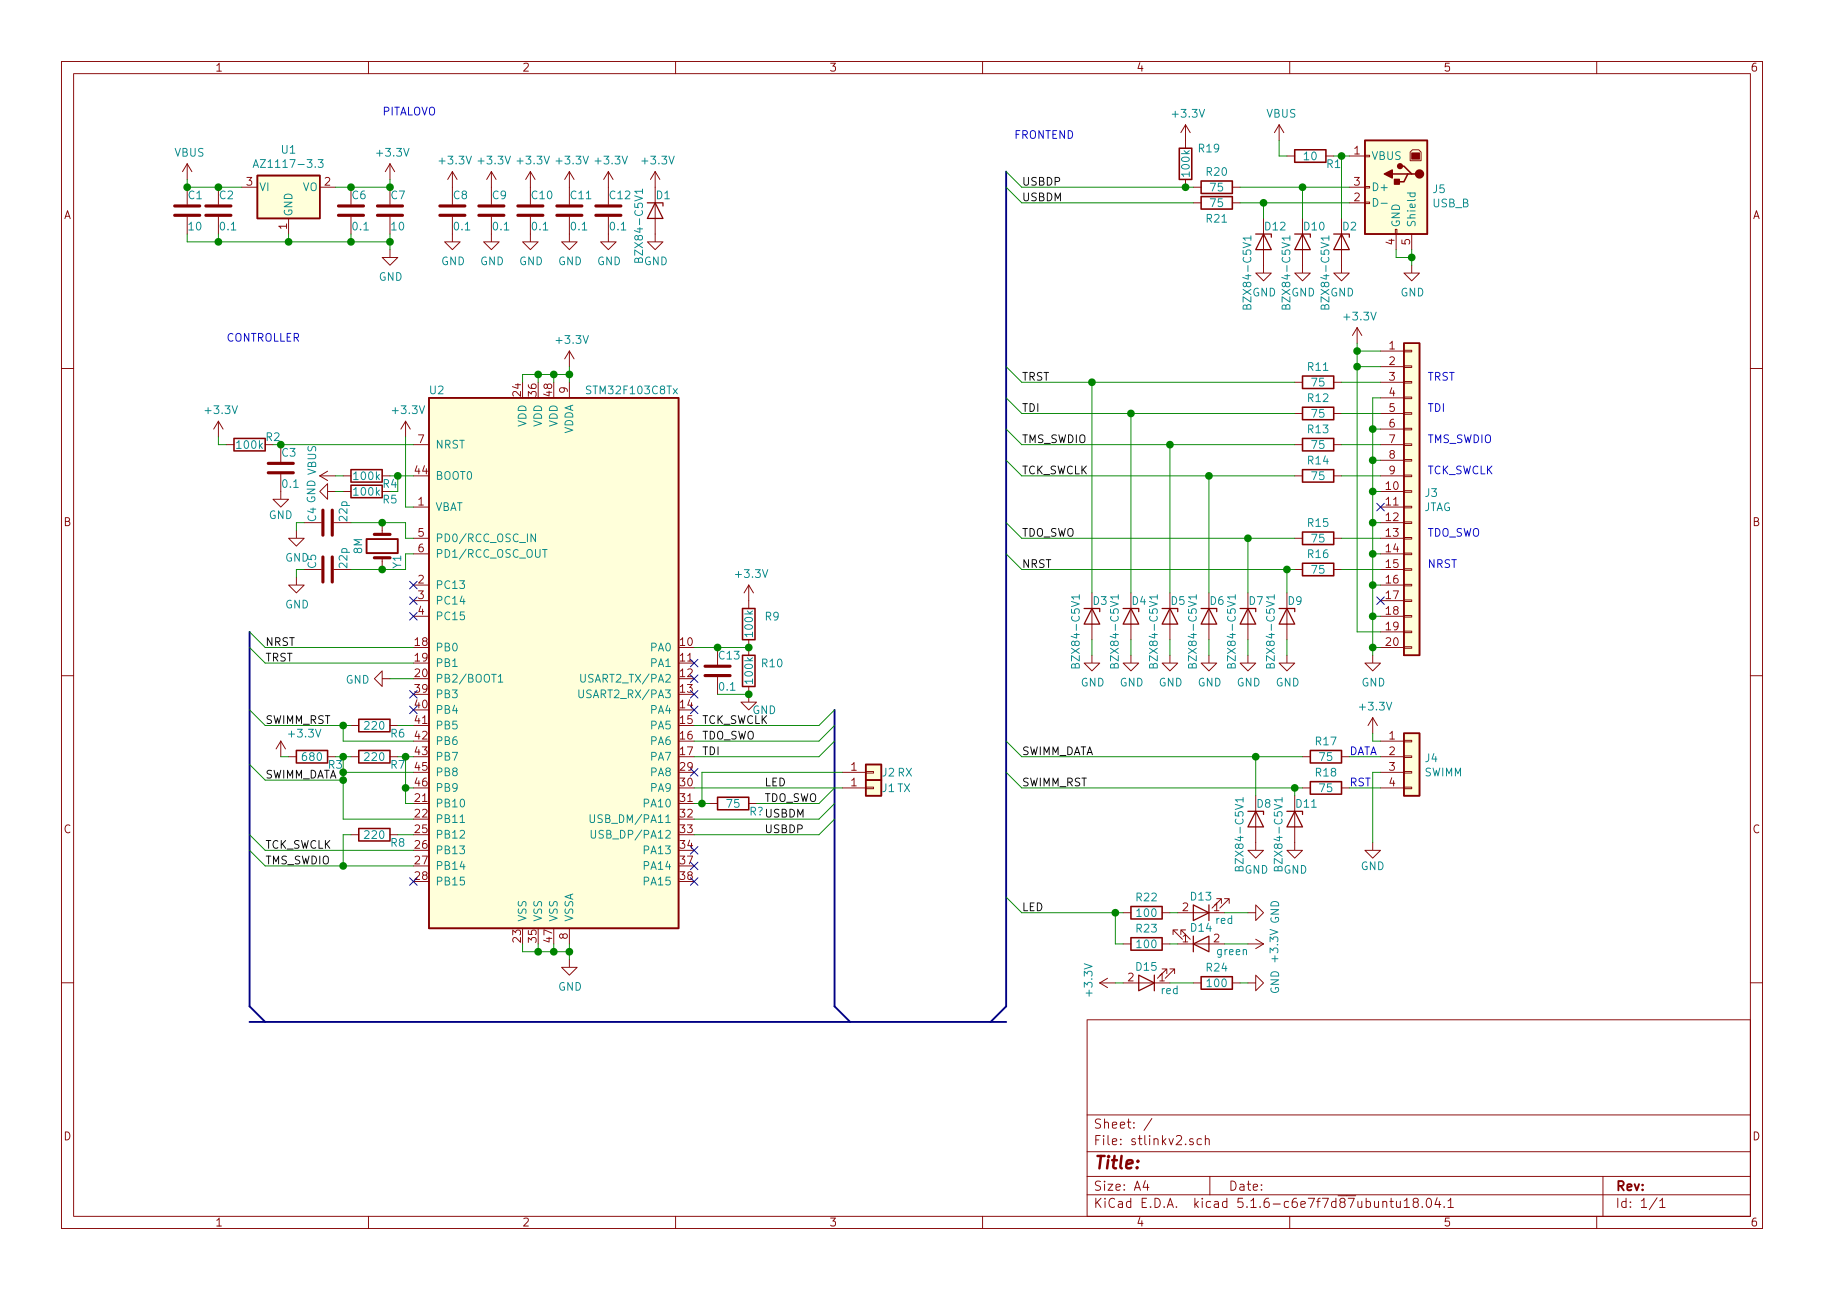 1 2 3 4 5 6
A
B
C
D
PITALOVO
VBUS
C1
10
C2
0.1
U1
AZ1117-3.3
3 VI VO 2
GND
1
+3.3V
C6
0.1
C7
10
GND
+3.3V +3.3V +3.3V +3.3V +3.3V +3.3V
C8 C9 C10 C11 C12 D1
0.1 0.1 0.1 0.1 0.1
BZX84-C5V1
GND GND GND GND GND GND
CONTROLLER
+3.3V
U2 STM32F103C8Tx
24 36 48 9
VDD VDD VDD VDDA
+3.3V
R2
100k
C3
0.1
GND
+3.3V
VBUS
100k
R4
GND
100k
R5
C4
22p
GND
8M
Y1
C5
22p
GND
7 NRST
44 BOOT0
1 VBAT
5 PD0/RCC_OSC_IN
6 PD1/RCC_OSC_OUT
2 PC13
3 PC14
4 PC15
NRST 18 PB0
TRST 19 PB1
GND 20 PB2/BOOT1
39 PB3
40 PB4
SWIMM_RST 220 R6 41 PB5
42 PB6
+3.3V 680 R3 220 R7 43 PB7
SWIMM_DATA 45 PB8
46 PB9
21 PB10
22 PB11
220 R8 25 PB12
TCK_SWCLK 26 PB13
TMS_SWDIO 27 PB14
28 PB15
VSS VSS VSS VSSA
23 35 47 8
GND
PA0 10
PA1 11
USART2_TX/PA2 12
USART2_RX/PA3 13
PA4 14
PA5 15 TCK_SWCLK
PA6 16 TDO_SWO
PA7 17 TDI
PA8 29
PA9 30 LED
PA10 31 75 R? TDO_SWO
USB_DM/PA11 32 USBDM
USB_DP/PA12 33 USBDP
PA13 34
PA14 37
PA15 38
+3.3V
100k
R9
C13
0.1
100k
R10
GND
1 J2 RX
1 J1 TX
FRONTEND
+3.3V
100k
R19
USBDP
R20
75
USBDM
75
R21
VBUS
10
R1
1 VBUS
3 D+
2 D-
GND
Shield
4 5
J5
USB_B
GND
D12 D10 D2
BZX84-C5V1 BZX84-C5V1 BZX84-C5V1
GND GND GND
+3.3V
TRST R11 75
TDI R12 75
TMS_SWDIO R13 75
TCK_SWCLK R14 75
TDO_SWO R15 75
NRST R16 75
1
2
3 TRST
4
5 TDI
6
7 TMS_SWDIO
8
9 TCK_SWCLK
10 J3
11 JTAG
12
13 TDO_SWO
14
15 NRST
16
17
18
19
20
GND
D3 D4 D5 D6 D7 D9
BZX84-C5V1 BZX84-C5V1 BZX84-C5V1 BZX84-C5V1 BZX84-C5V1 BZX84-C5V1
GND GND GND GND GND GND
+3.3V
1
SWIMM_DATA R17 75 DATA 2 J4
3 SWIMM
SWIMM_RST R18 75 RST 4
D8 D11
BZX84-C5V1 BZX84-C5V1
GND GND GND
LED R22 100 2 D13 1 red GND
R23 100 1 D14 2 green +3.3V
+3.3V 2 D15 1 red R24 100 GND
Sheet: /
File: stlinkv2.sch
Title:
Size: A4 Date: Rev:
KiCad E.D.A. kicad 5.1.6-c6e7f7d87ubuntu18.04.1 Id: 1/1
1 2 3 4 5 6
A
B
C
D